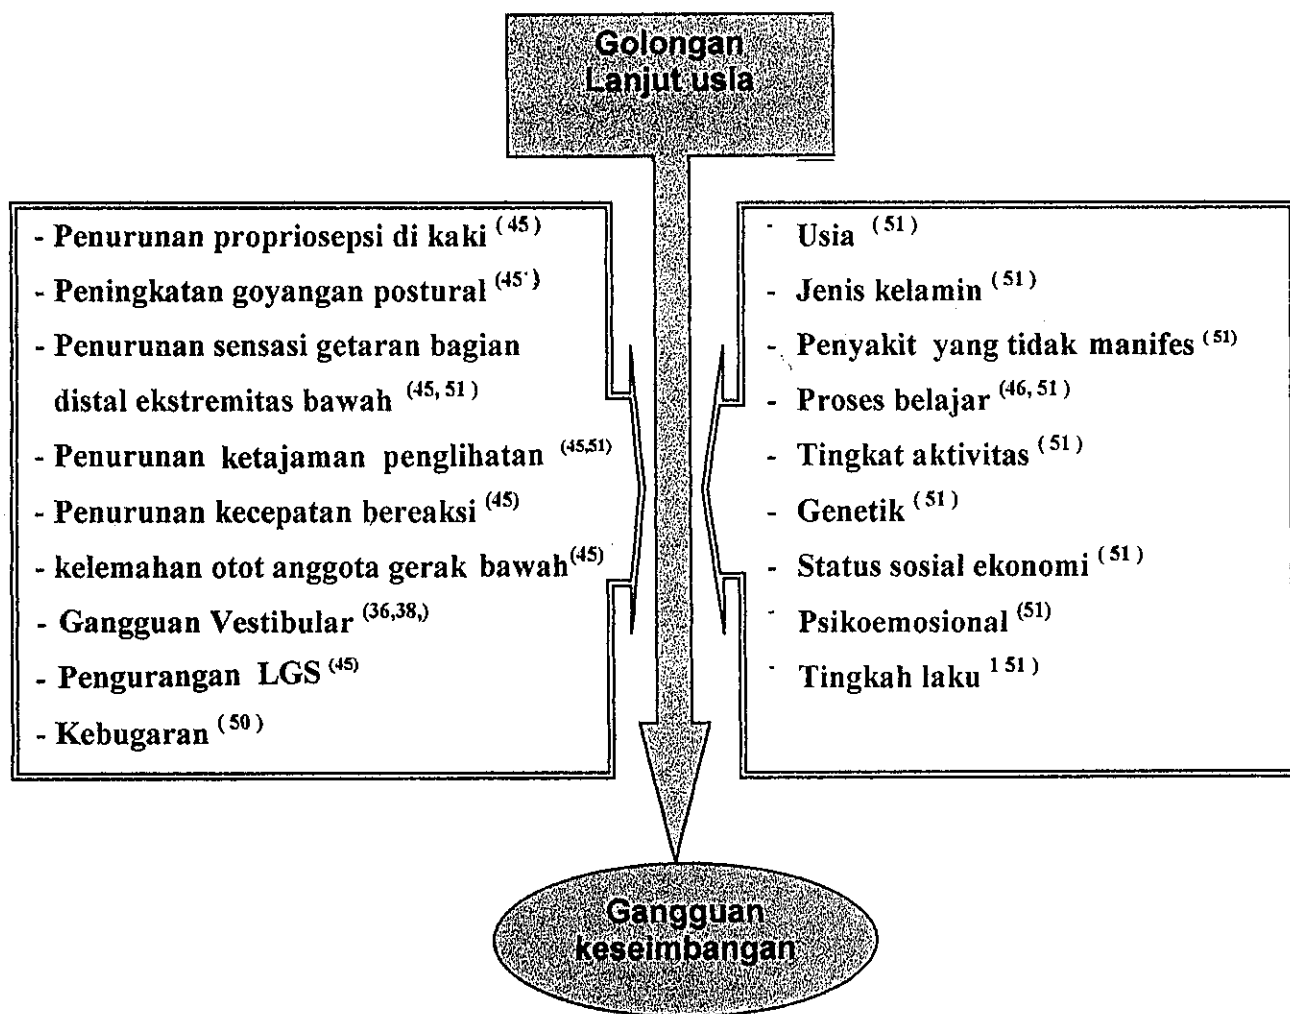 Golongan
Lanjut usia
- Penurunan propriosepsi di kaki (45)
- Peningkatan goyangan postural (45)
- Penurunan sensasi getaran bagian
distal ekstremitas bawah (45, 51)
- Penurunan ketajaman penglihatan (45,51)
- Penurunan kecepatan bereaksi (45)
- kelemahan otot anggota gerak bawah (45)
- Gangguan Vestibular (36,38,)
- Pengurangan LGS (45)
- Kebugaran (50)
- Usia (51)
- Jenis kelamin (51)
- Penyakit yang tidak manifes (51)
- Proses belajar (46, 51)
- Tingkat aktivitas (51)
- Genetik (51)
- Status sosial ekonomi (51)
- Psikoemosional (51)
- Tingkah laku 151)
Gangguan
keseimbangan